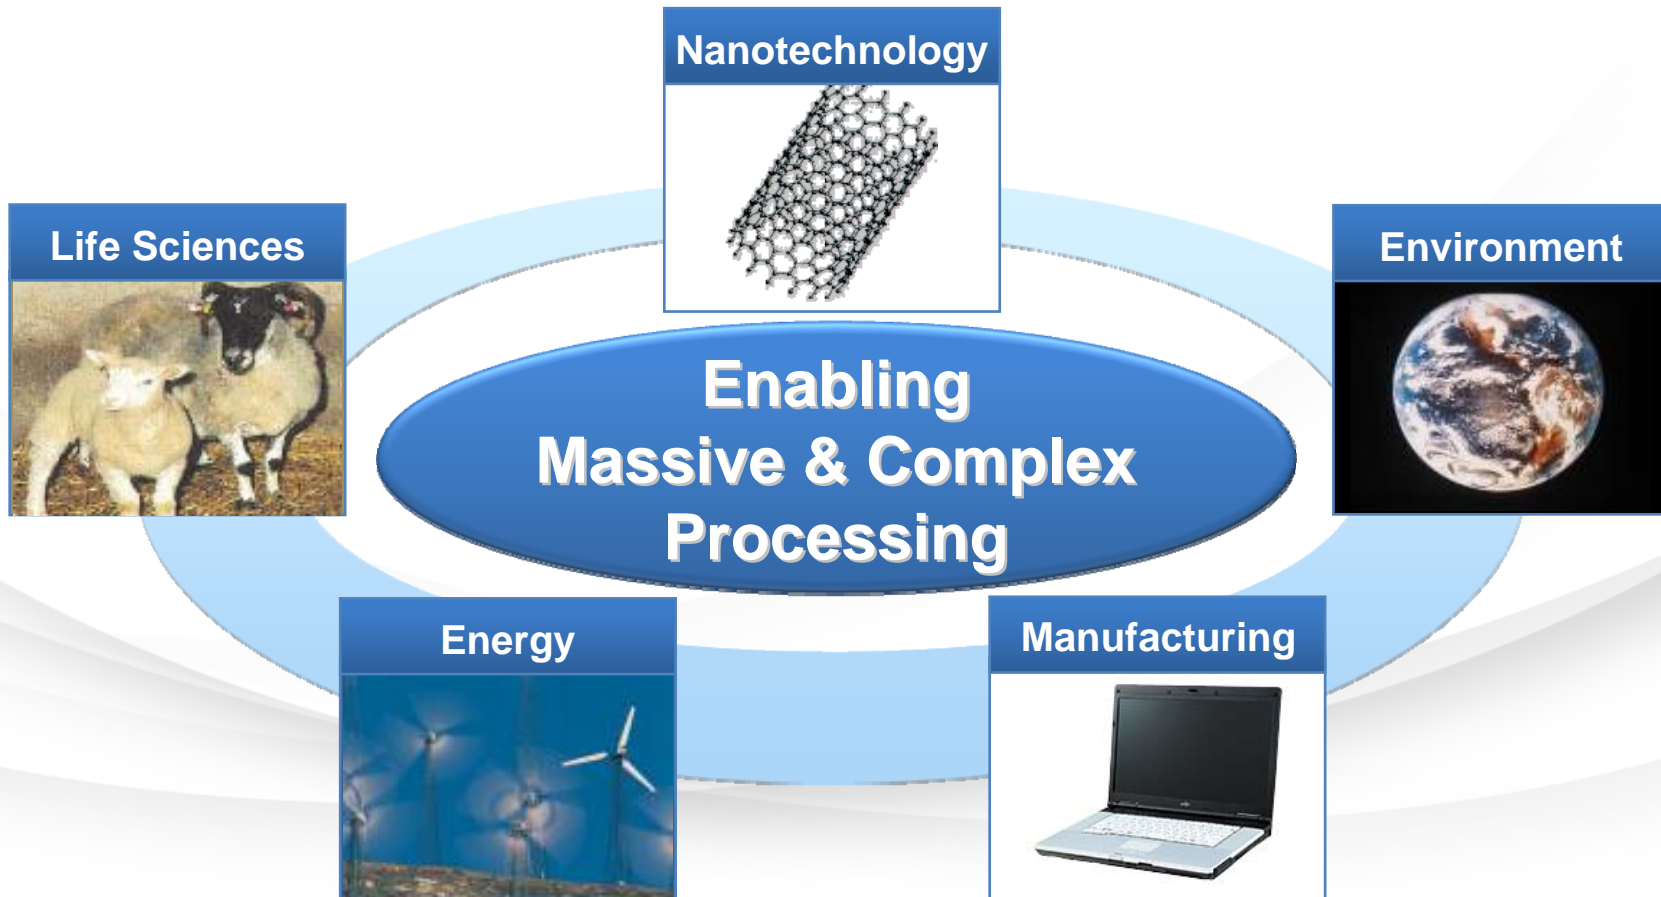 Nanotechnology
Life Sciences
Environment
Enabling
Massive & Complex
Processing
Energy
Manufacturing